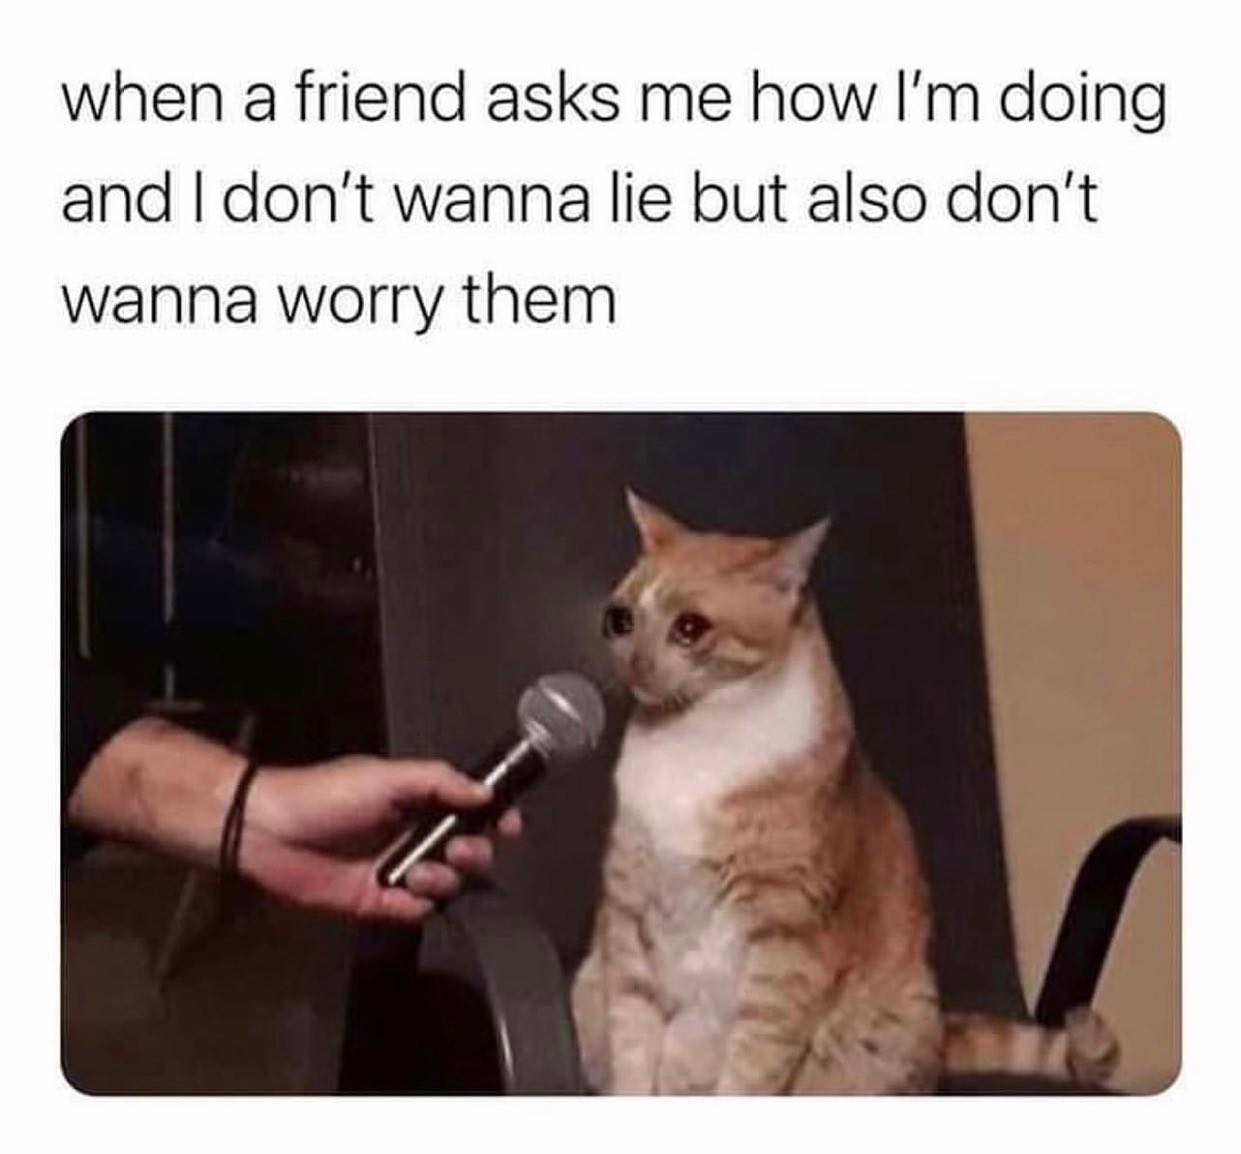 when a friend asks me how I'm doing
and I don't wanna lie but also don't
wanna worry them